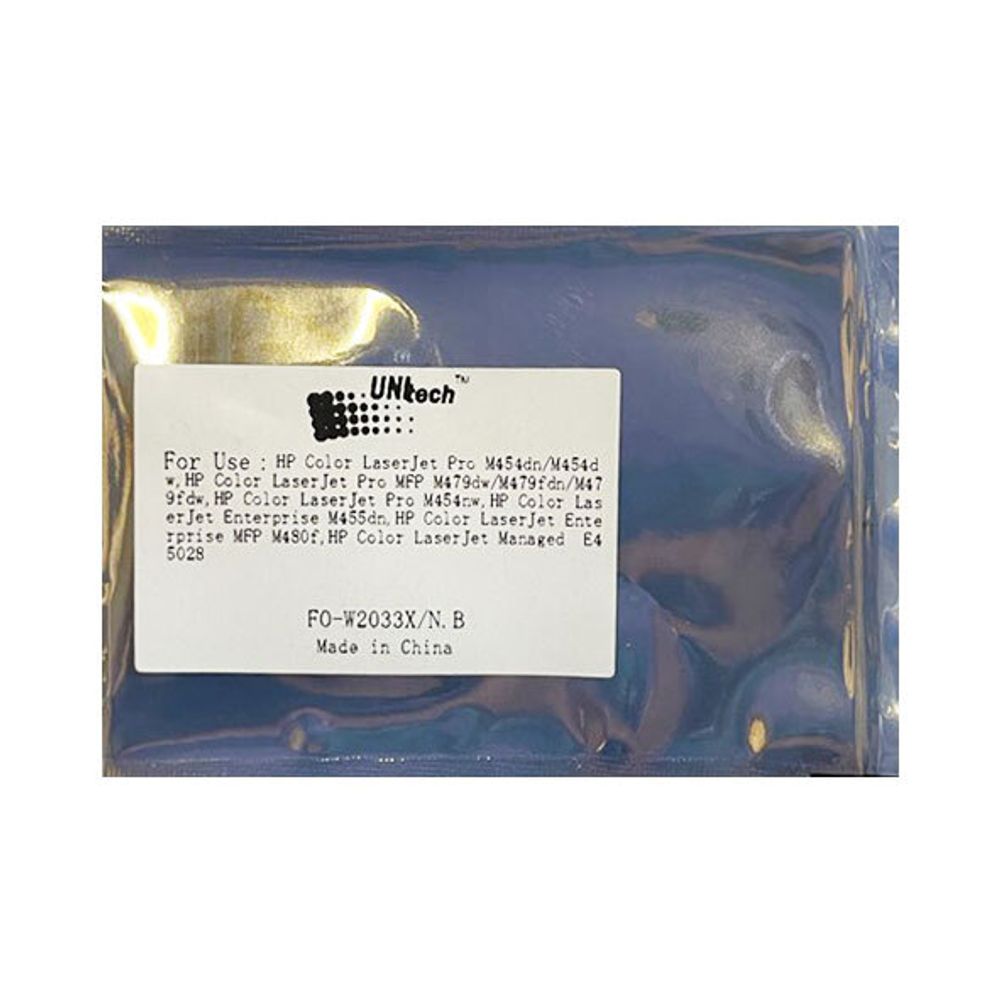 UNItech™
For Use : HP Color LaserJet Pro M454dn/M454d
w,HP Color LaserJet Pro MFP M479dw/M479fdn/M47
9fdw,HP Color LaserJet Pro M454nw,HP Color Las
erJet Enterprise M455dn,HP Color LaserJet Ente
rprise MFP M480f,HP Color LaserJet Managed  E4
5028
FO-W2033X/N.B
Made in China